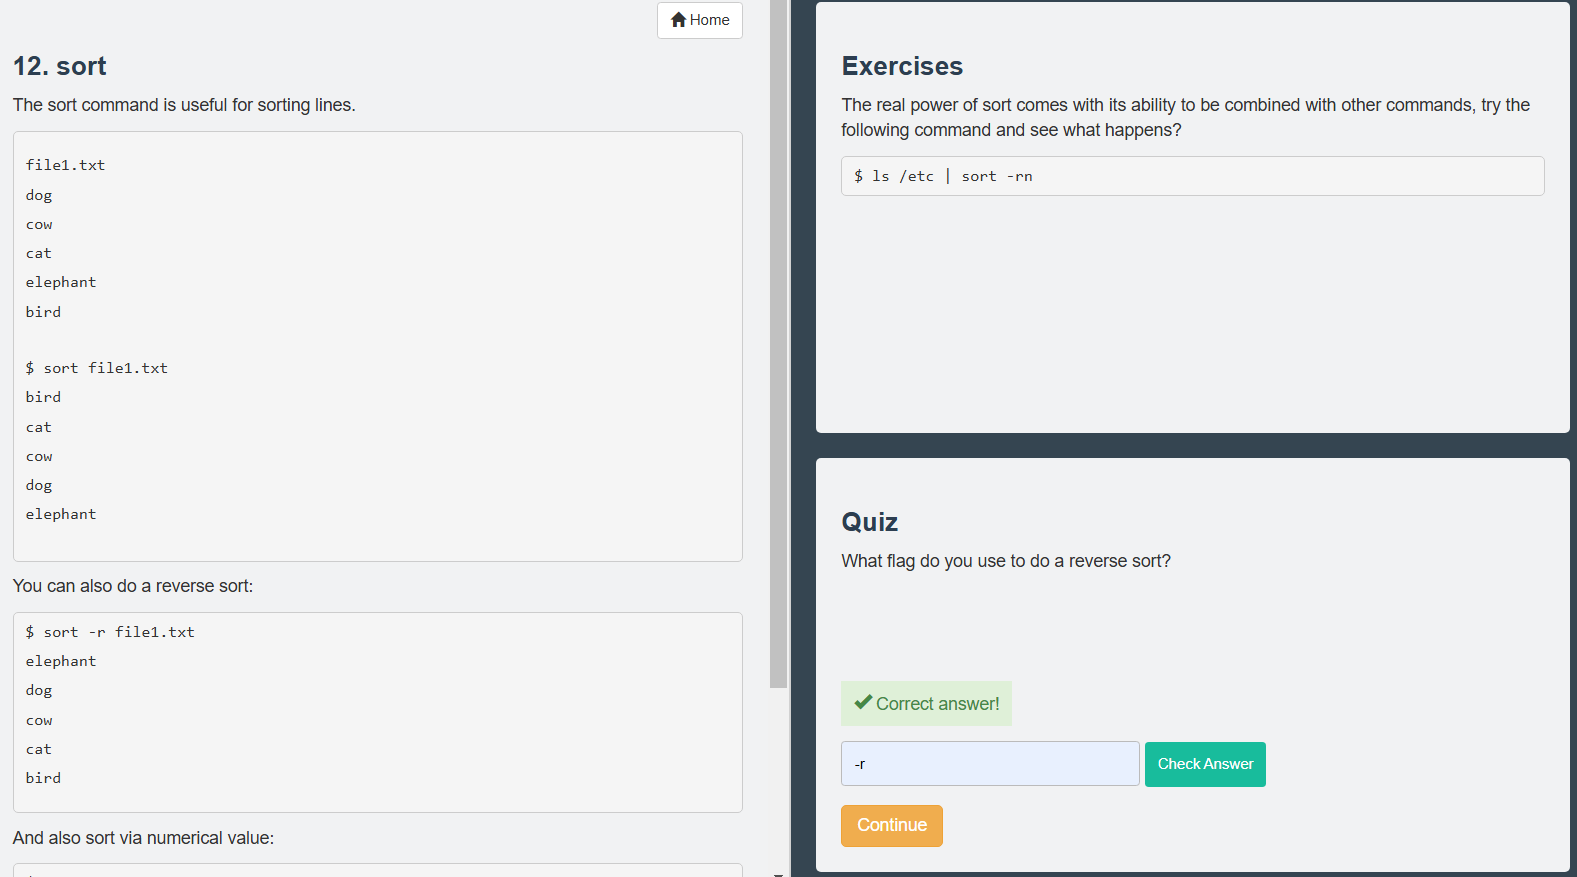 Home
12. sort
The sort command is useful for sorting lines.
file1.txt
dog
cow
cat
elephant
bird
$ sort file1.txt
bird
cat
cow
dog
elephant
You can also do a reverse sort:
$ sort -r file1.txt
elephant
dog
cow
cat
bird
And also sort via numerical value:
Exercises
The real power of sort comes with its ability to be combined with other commands, try the
following command and see what happens?
$ ls /etc | sort -rn
Quiz
What flag do you use to do a reverse sort?
Correct answer!
-r
Check Answer
Continue